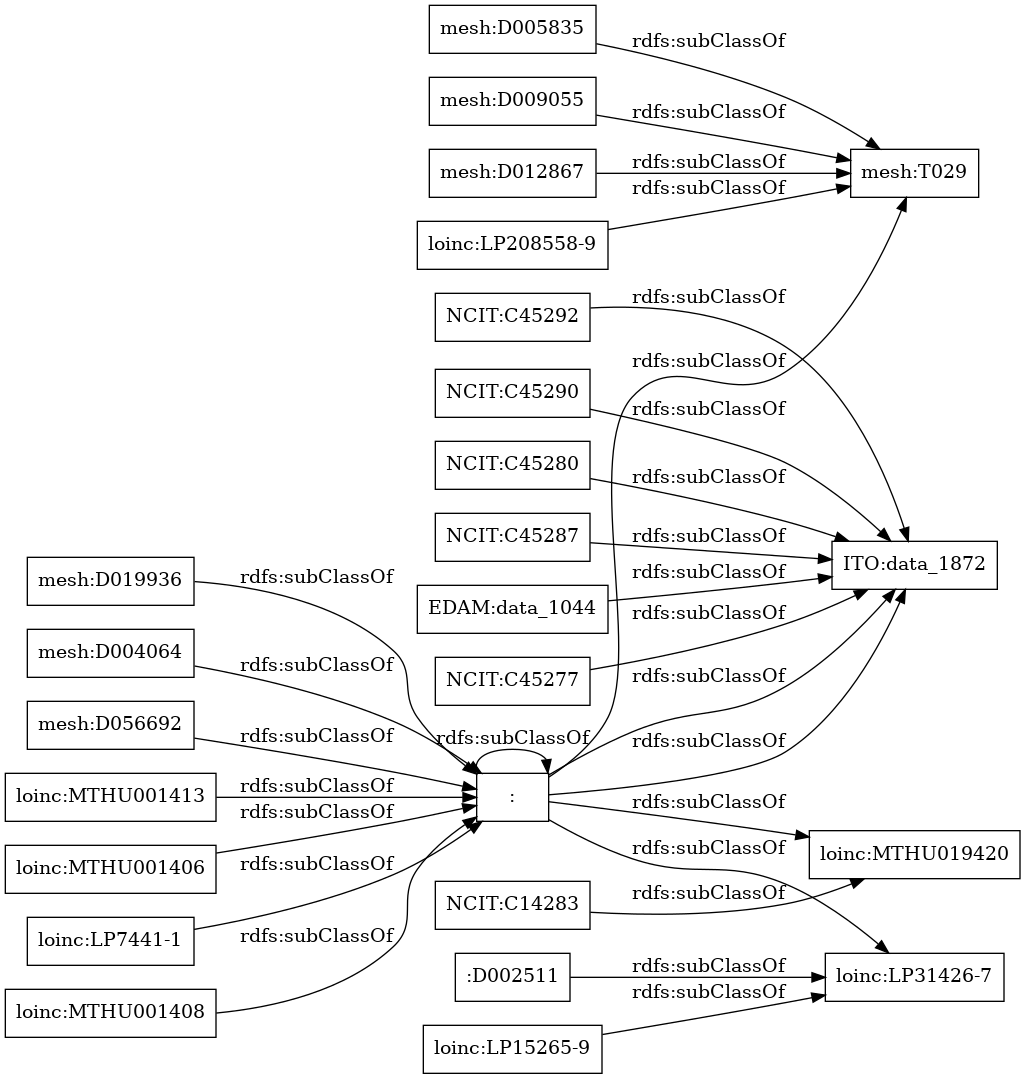 mesh:D005835
rdfs:subClassOf
mesh:D009055
rdfs:subClassOf
mesh:D012867
rdfs:subClassOf
mesh:T029
rdfs:subClassOf
loinc:LP208558-9
NCIT:C45292
rdfs:subClassOf
rdfs:subClassOf
NCIT:C45290
rdfs:subClassOf
NCIT:C45280
rdfs:subClassOf
NCIT:C45287
rdfs:subClassOf
ITO:data_1872
mesh:D019936
rdfs:subClassOf
rdfs:subClassOf
EDAM:data_1044
rdfs:subClassOf
mesh:D004064
rdfs:subClassOf
NCIT:C45277
rdfs:subClassOf
mesh:D056692
rdfs:subClassOf
rdfs:subClassOf
rdfs:subClassOf
loinc:MTHU001413
rdfs:subClassOf
:
rdfs:subClassOf
rdfs:subClassOf
loinc:MTHU001406
rdfs:subClassOf
rdfs:subClassOf
loinc:MTHU019420
NCIT:C14283
rdfs:subClassOf
loinc:LP7441-1
rdfs:subClassOf
:D002511
rdfs:subClassOf
loinc:LP31426-7
rdfs:subClassOf
loinc:MTHU001408
loinc:LP15265-9